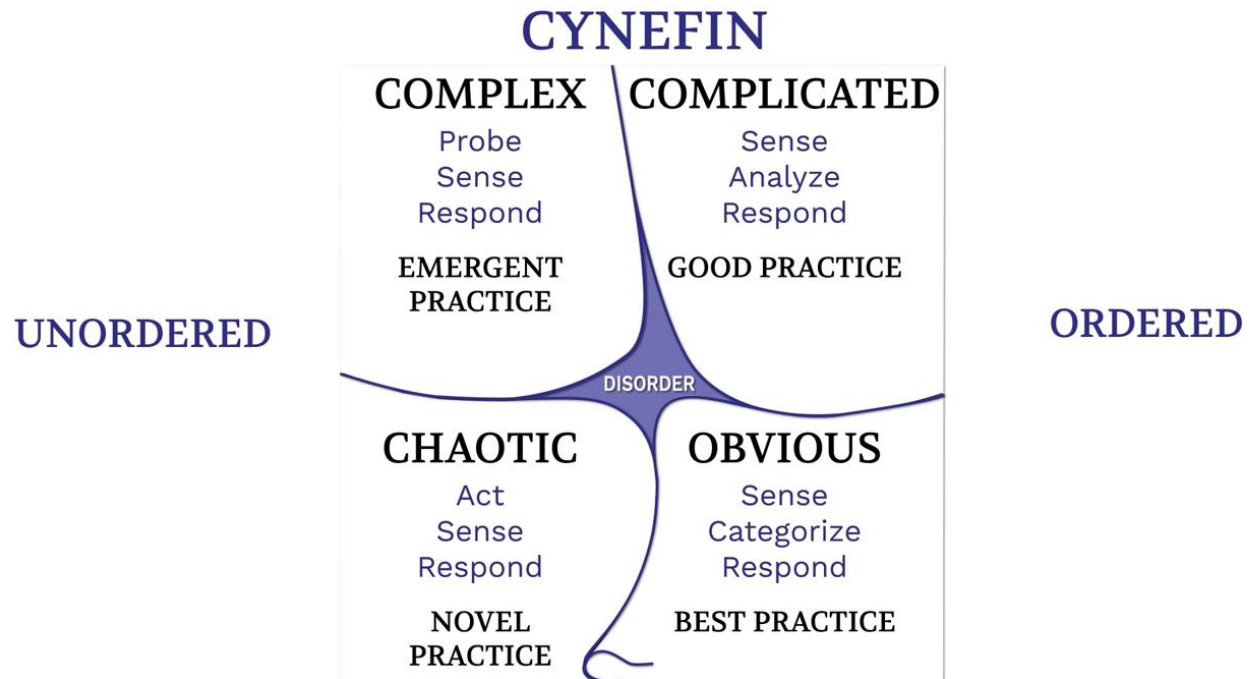 CYNEFIN
COMPLEX
Probe
Sense
Respond
EMERGENT
PRACTICE
COMPLICATED
Sense
Analyze
Respond
GOOD PRACTICE
UNORDERED
ORDERED
DISORDER
CHAOTIC
Act
Sense
Respond
NOVEL
PRACTICE
OBVIOUS
Sense
Categorize
Respond
BEST PRACTICE